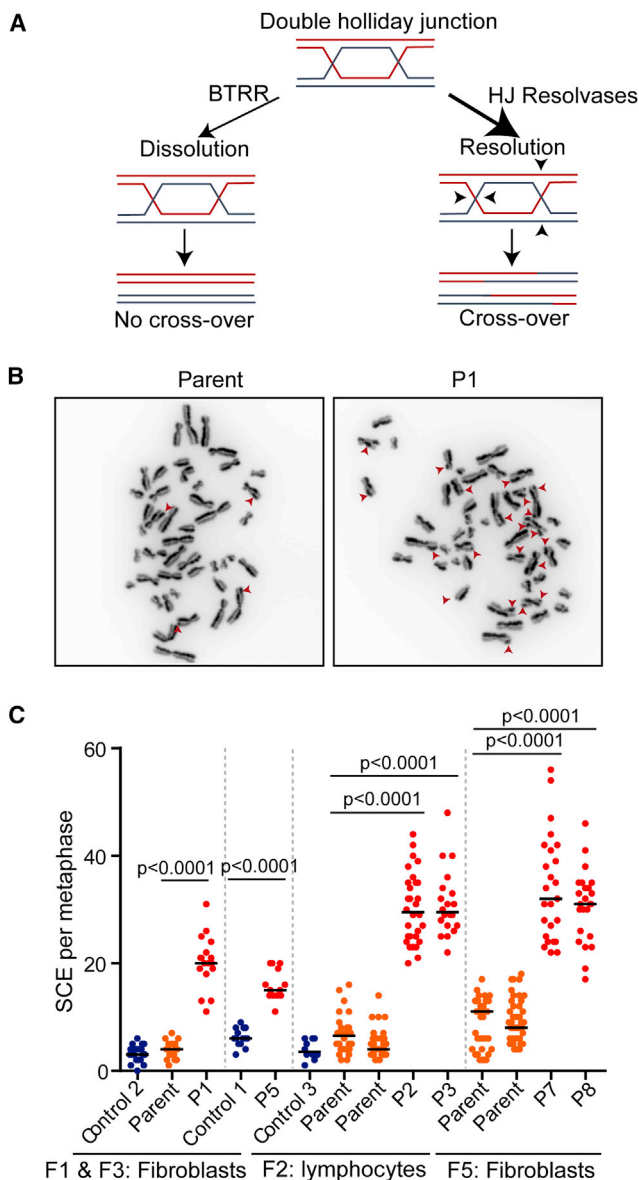 A
Double holliday junction
BTRR
HJ Resolvases
Dissolution
Resolution
No cross-over
Cross-over
B
Parent
P1
C
p<0.0001
p<0.0001
p<0.0001
p<0.0001
p<0.0001 p<0.0001
SCE per metaphase
60
40
20
0
Control 2
Parent
P1
Control 1
P5
Control 3
Parent
Parent
P2
P3
Parent
Parent
P7
P8
F1 & F3: Fibroblasts
F2: lymphocytes
F5: Fibroblasts